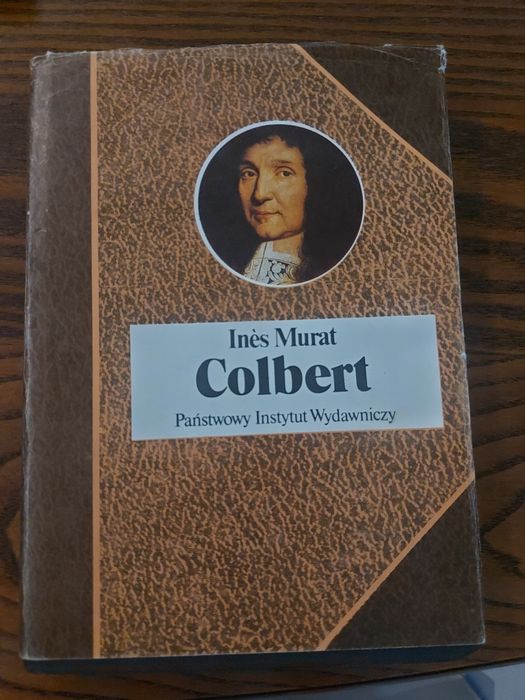 Inès Murat
Colbert
Państwowy Instytut Wydawniczy